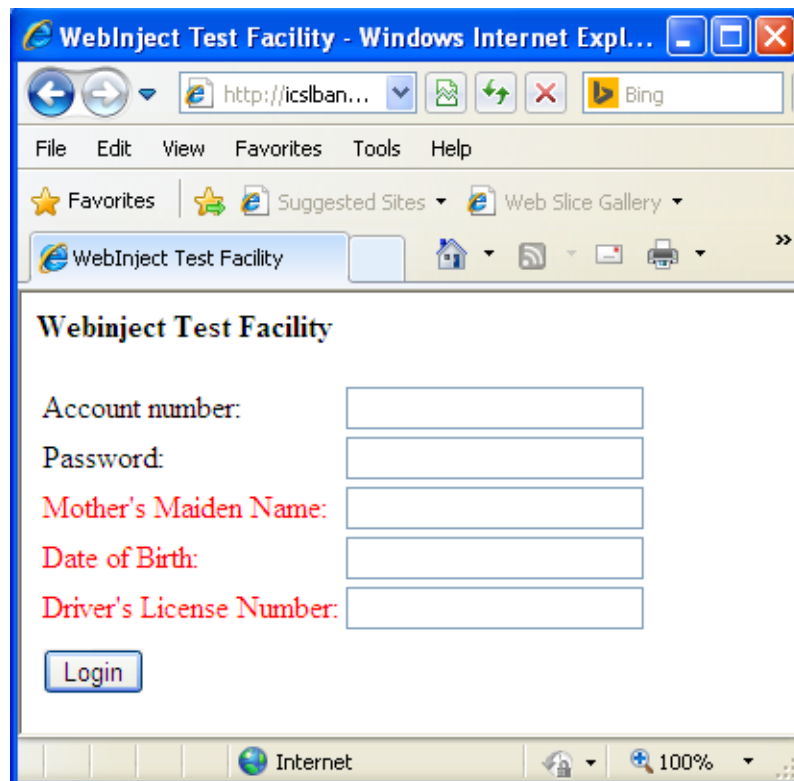 WebInject Test Facility - Windows Internet Expl...
http://icslban... Bing
File Edit View Favorites Tools Help
Favorites Suggested Sites Web Slice Gallery
WebInject Test Facility »
Webinject Test Facility
Account number:
Password:
Mother's Maiden Name:
Date of Birth:
Driver's License Number:
Login
Internet 100%